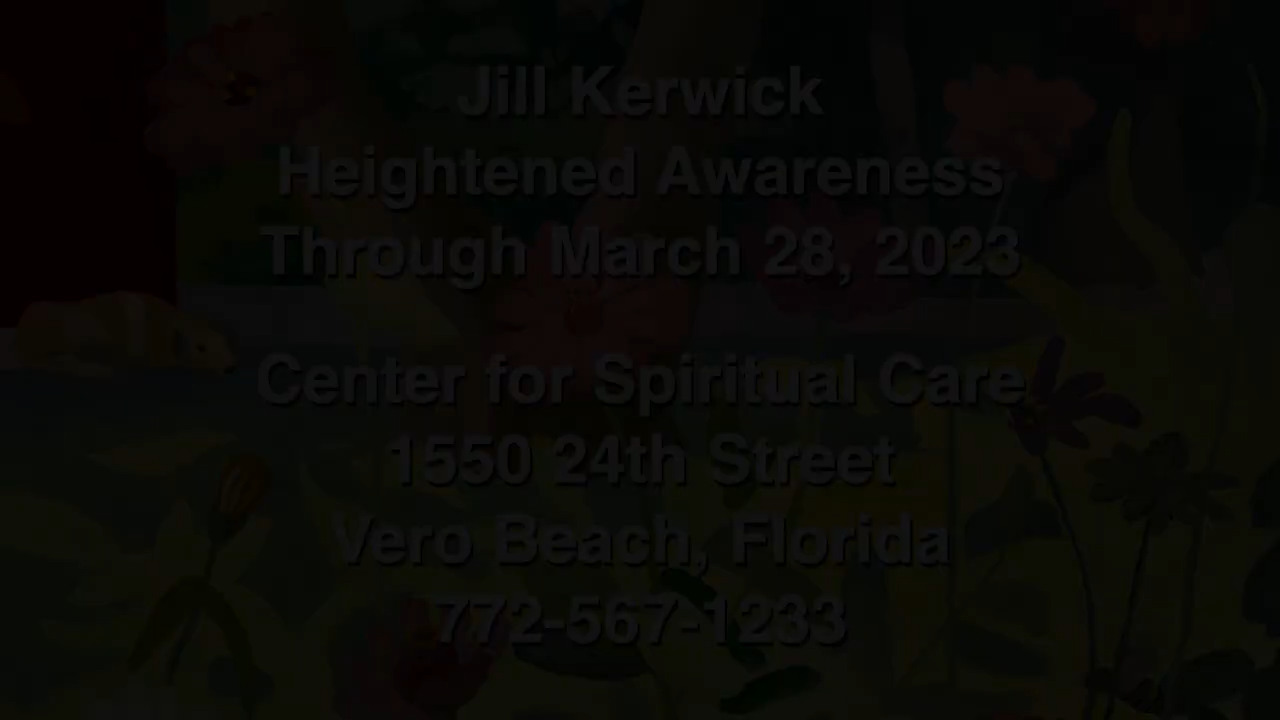 Jill Kerwick
Heightened Awareness
Through March 28, 2023
Center for Spiritual Care
1550 24th Street
Vero Beach, Florida
772-567-1233